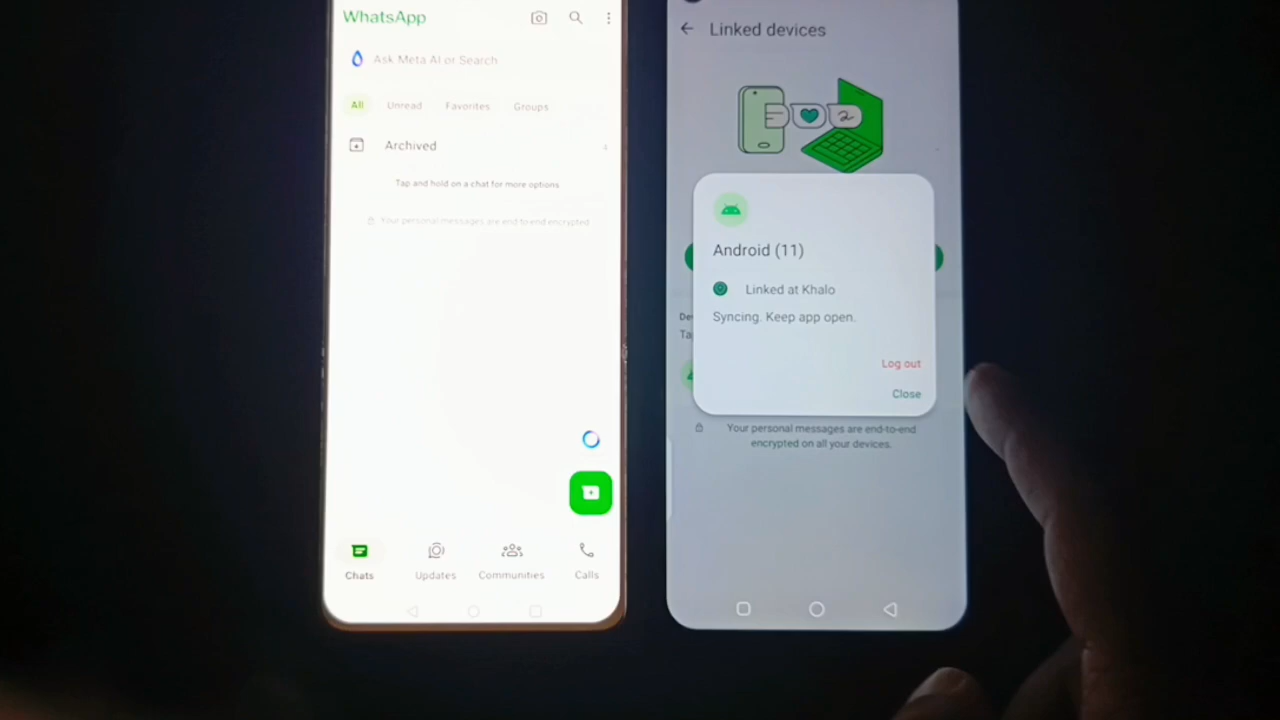 WhatsApp
Ask Meta AI or Search
All Unread Favorites Groups
Archived
Tap and hold on a chat for more options
Your personal messages are end to end encrypted
Chats Updates Communities Calls
Linked devices
Android (11)
Linked at Khalo
Syncing. Keep app open.
De
Ta
Log out
Close
Your personal messages are end-to-end
encrypted on all your devices.